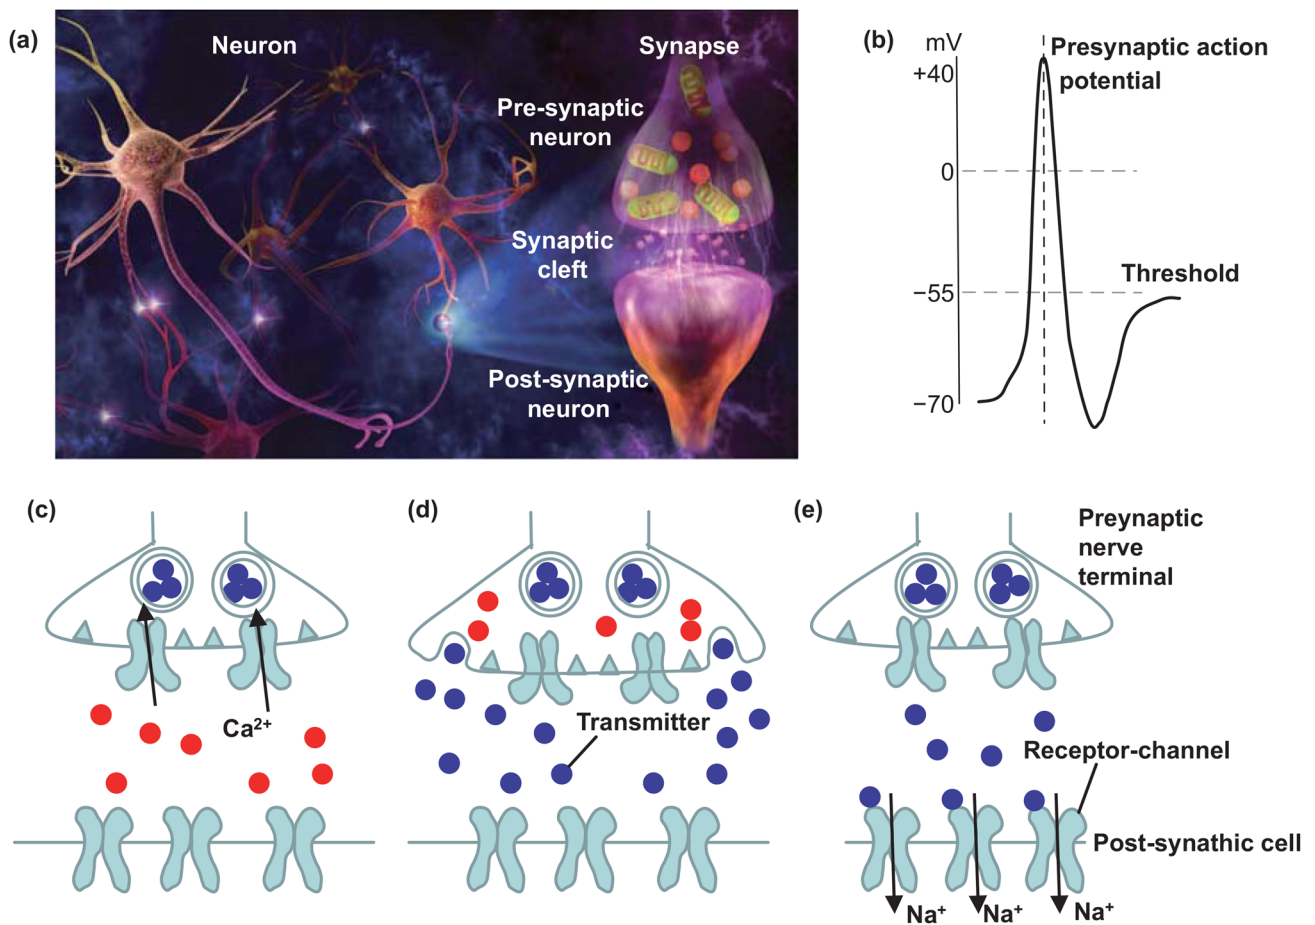 (a)
Neuron
Synapse
Pre-synaptic
neuron
Synaptic
cleft
Post-synaptic
neuron
(b)
mV
+40
0
−55
−70
Presynaptic action
potential
Threshold
(c)
Ca2+
(d)
Transmitter
(e)
Preynaptic
nerve
terminal
Receptor-channel
Post-synathic cell
Na+
Na+
Na+